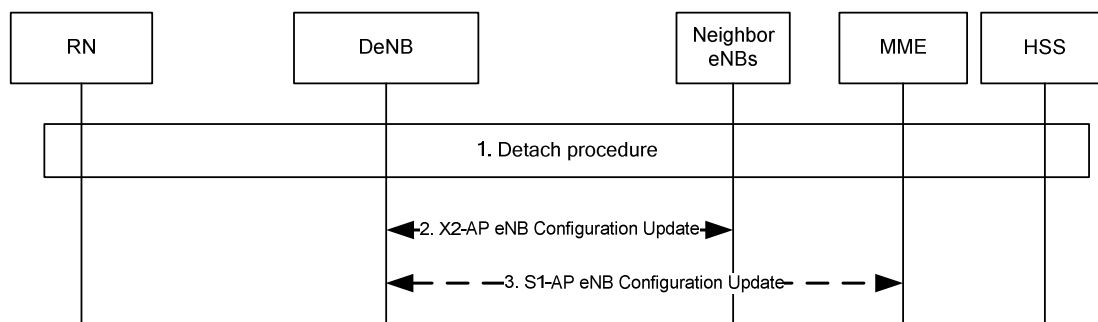 RN
DeNB
Neighbor
eNBs
MME
HSS
1. Detach procedure
2. X2-AP eNB Configuration Update
3. S1-AP eNB Configuration Update